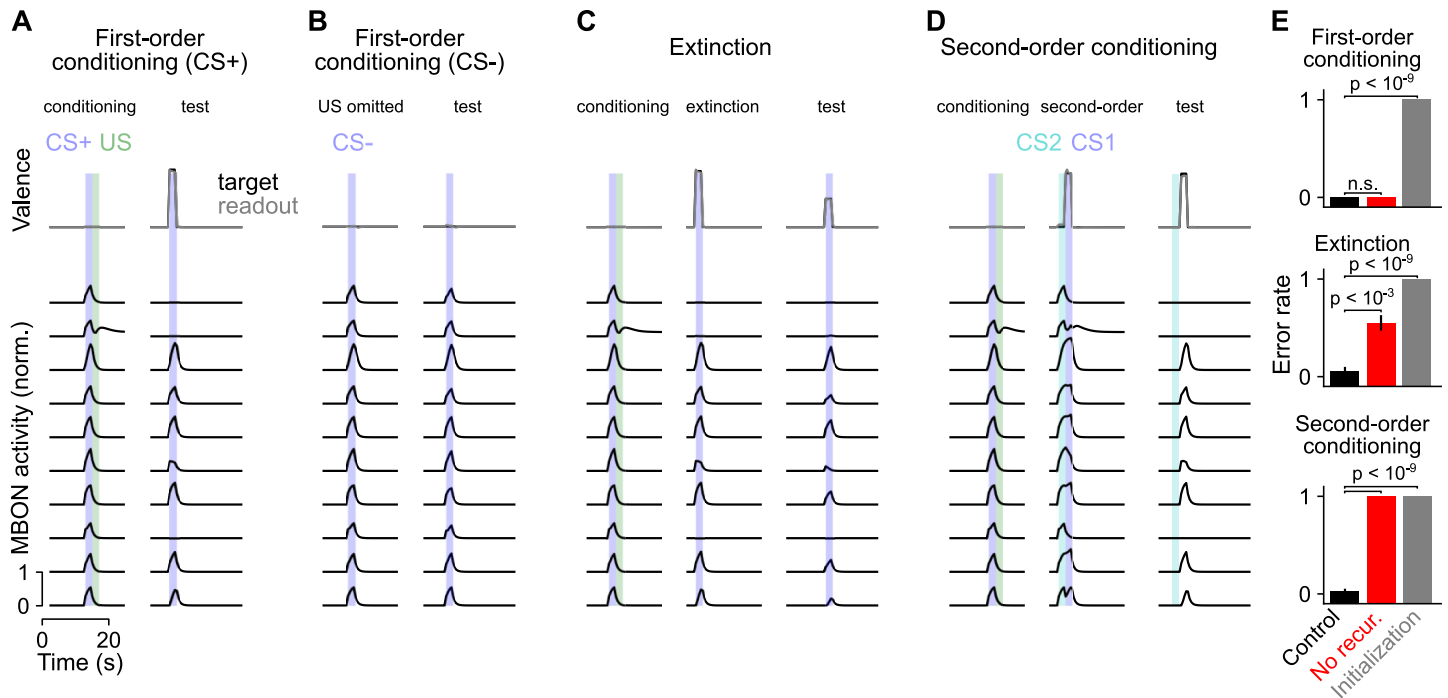 A
First-order
conditioning (CS+)
conditioning
test
CS+ US
Valence
target
readout
MBON activity (norm.)
1
0
0
20
Time (s)
B
First-order
conditioning (CS-)
US omitted
test
CS-
C
Extinction
conditioning
extinction
test
D
Second-order conditioning
conditioning
second-order
test
CS2 CS1
E
First-order
conditioning
p < 10⁻⁹
1
n.s.
0
Extinction
p < 10⁻⁹
1
p < 10⁻³
0
Error rate
Second-order
conditioning
p < 10⁻⁹
1
0
Control
No recur.
Initialization